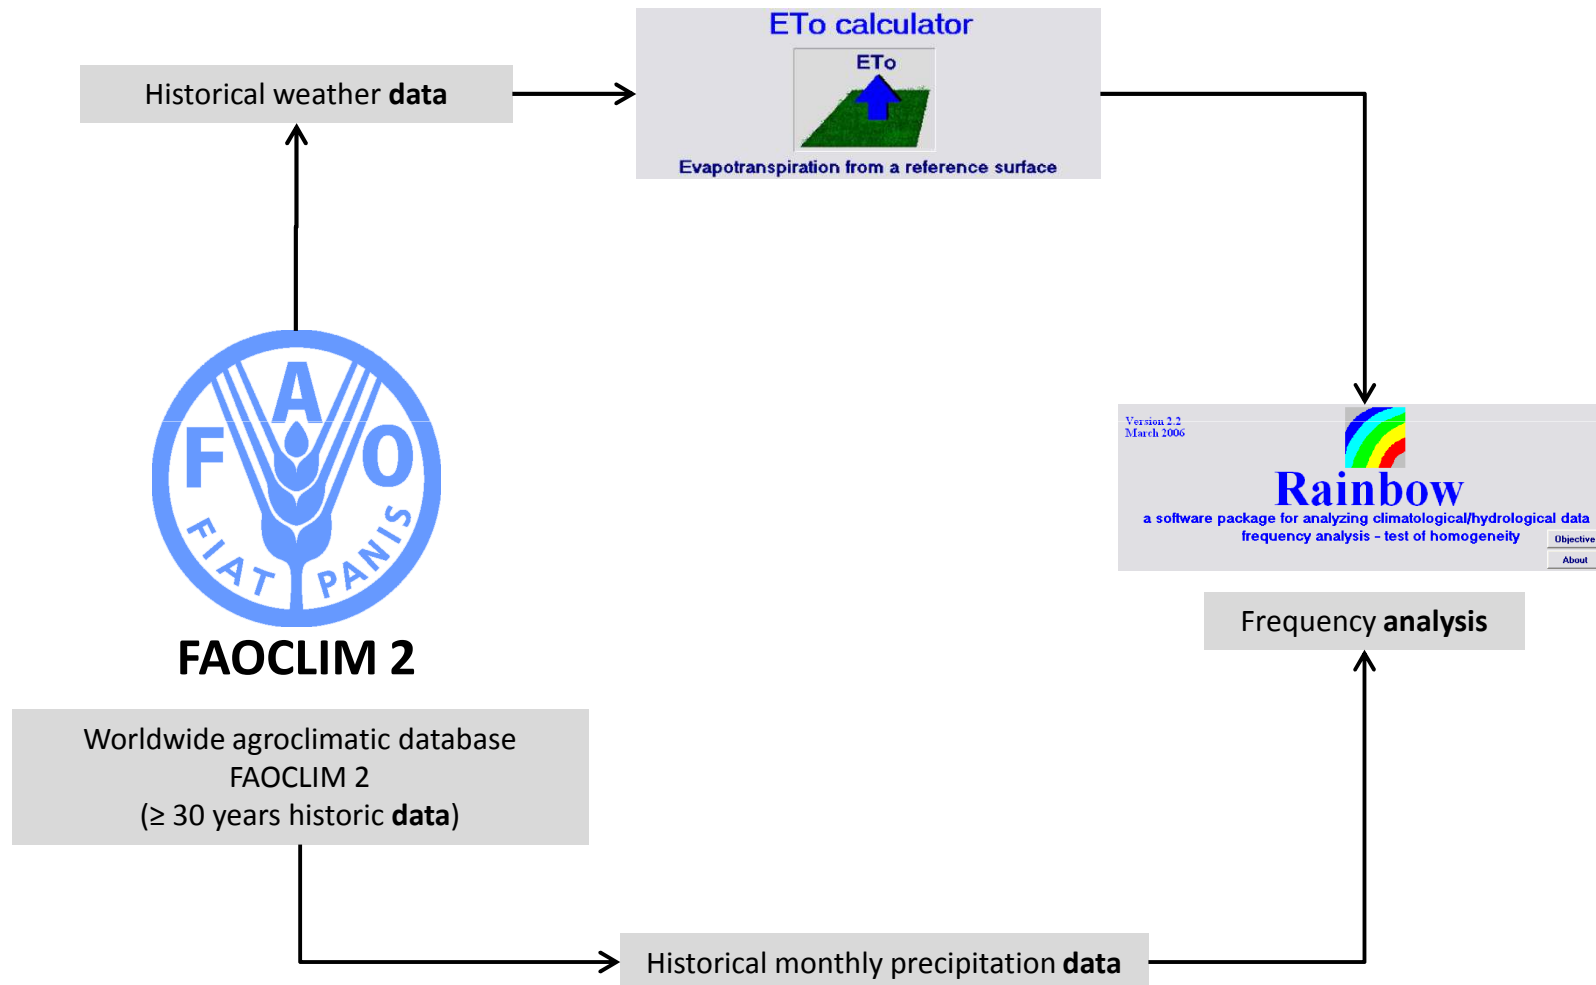 ETo calculator
ETo
Evapotranspiration from a reference surface
Historical weather data
F A O
FIAT PANIS
FAOCLIM 2
Worldwide agroclimatic database
FAOCLIM 2
(≥ 30 years historic data)
Version 2.2
March 2006
Rainbow
a software package for analyzing climatological/hydrological data
frequency analysis - test of homogeneity
Objective
About
Frequency analysis
Historical monthly precipitation data